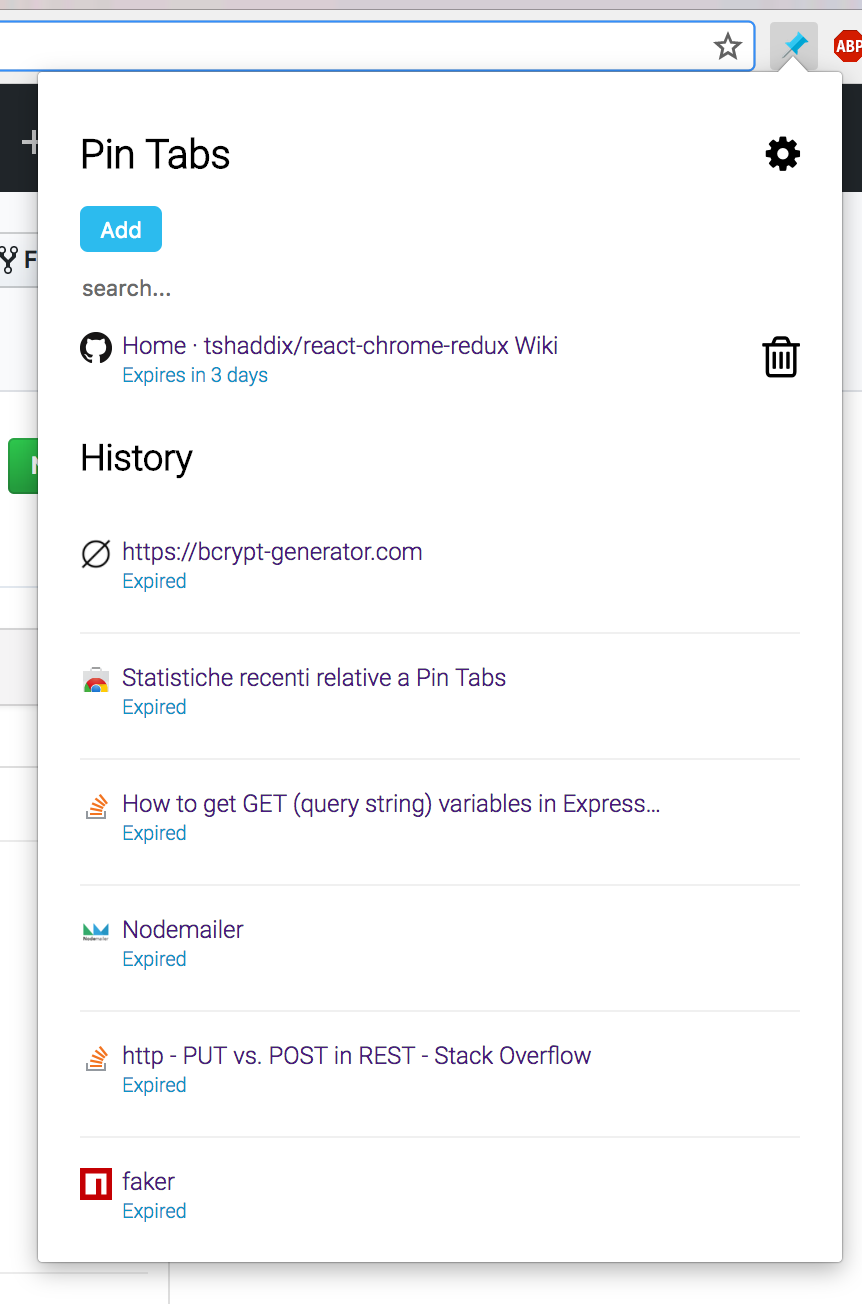 ABP
Pin Tabs
Add
F
search...
Home · tshaddix/react-chrome-redux Wiki
Expires in 3 days
History
https://bcrypt-generator.com
Expired
Statistiche recenti relative a Pin Tabs
Expired
How to get GET (query string) variables in Express...
Expired
Nodemailer
Expired
http - PUT vs. POST in REST - Stack Overflow
Expired
faker
Expired